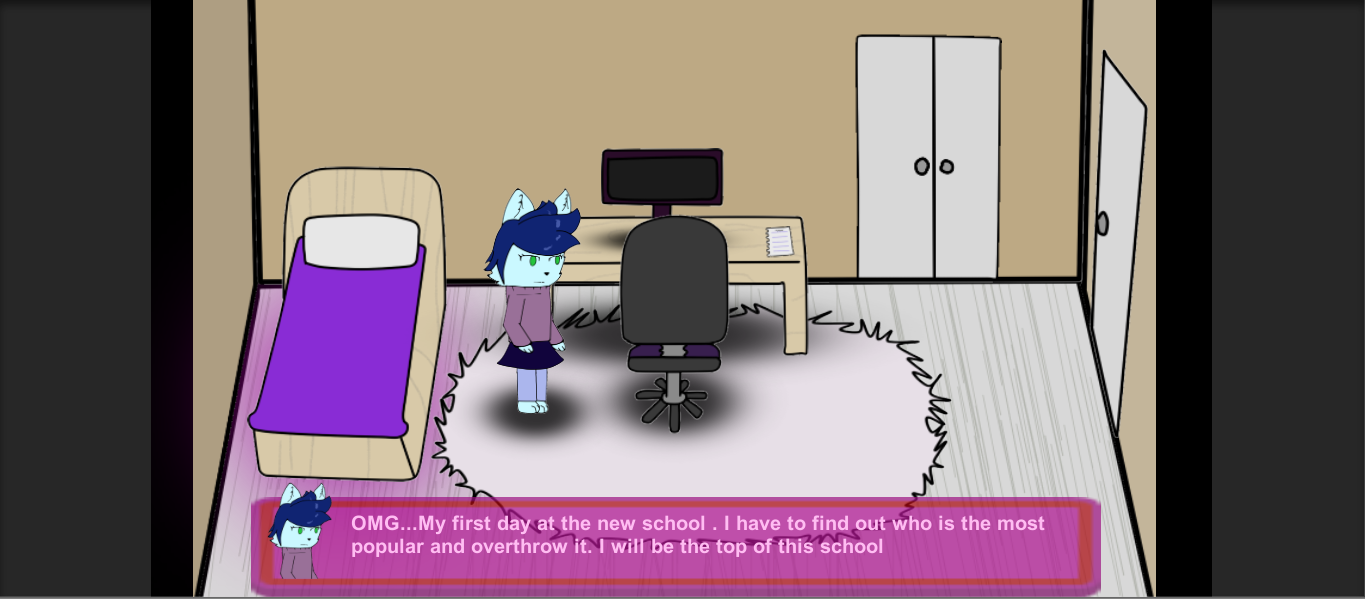 OMG...My first day at the new school . I have to find out who is the most
popular and overthrow it. I will be the top of this school